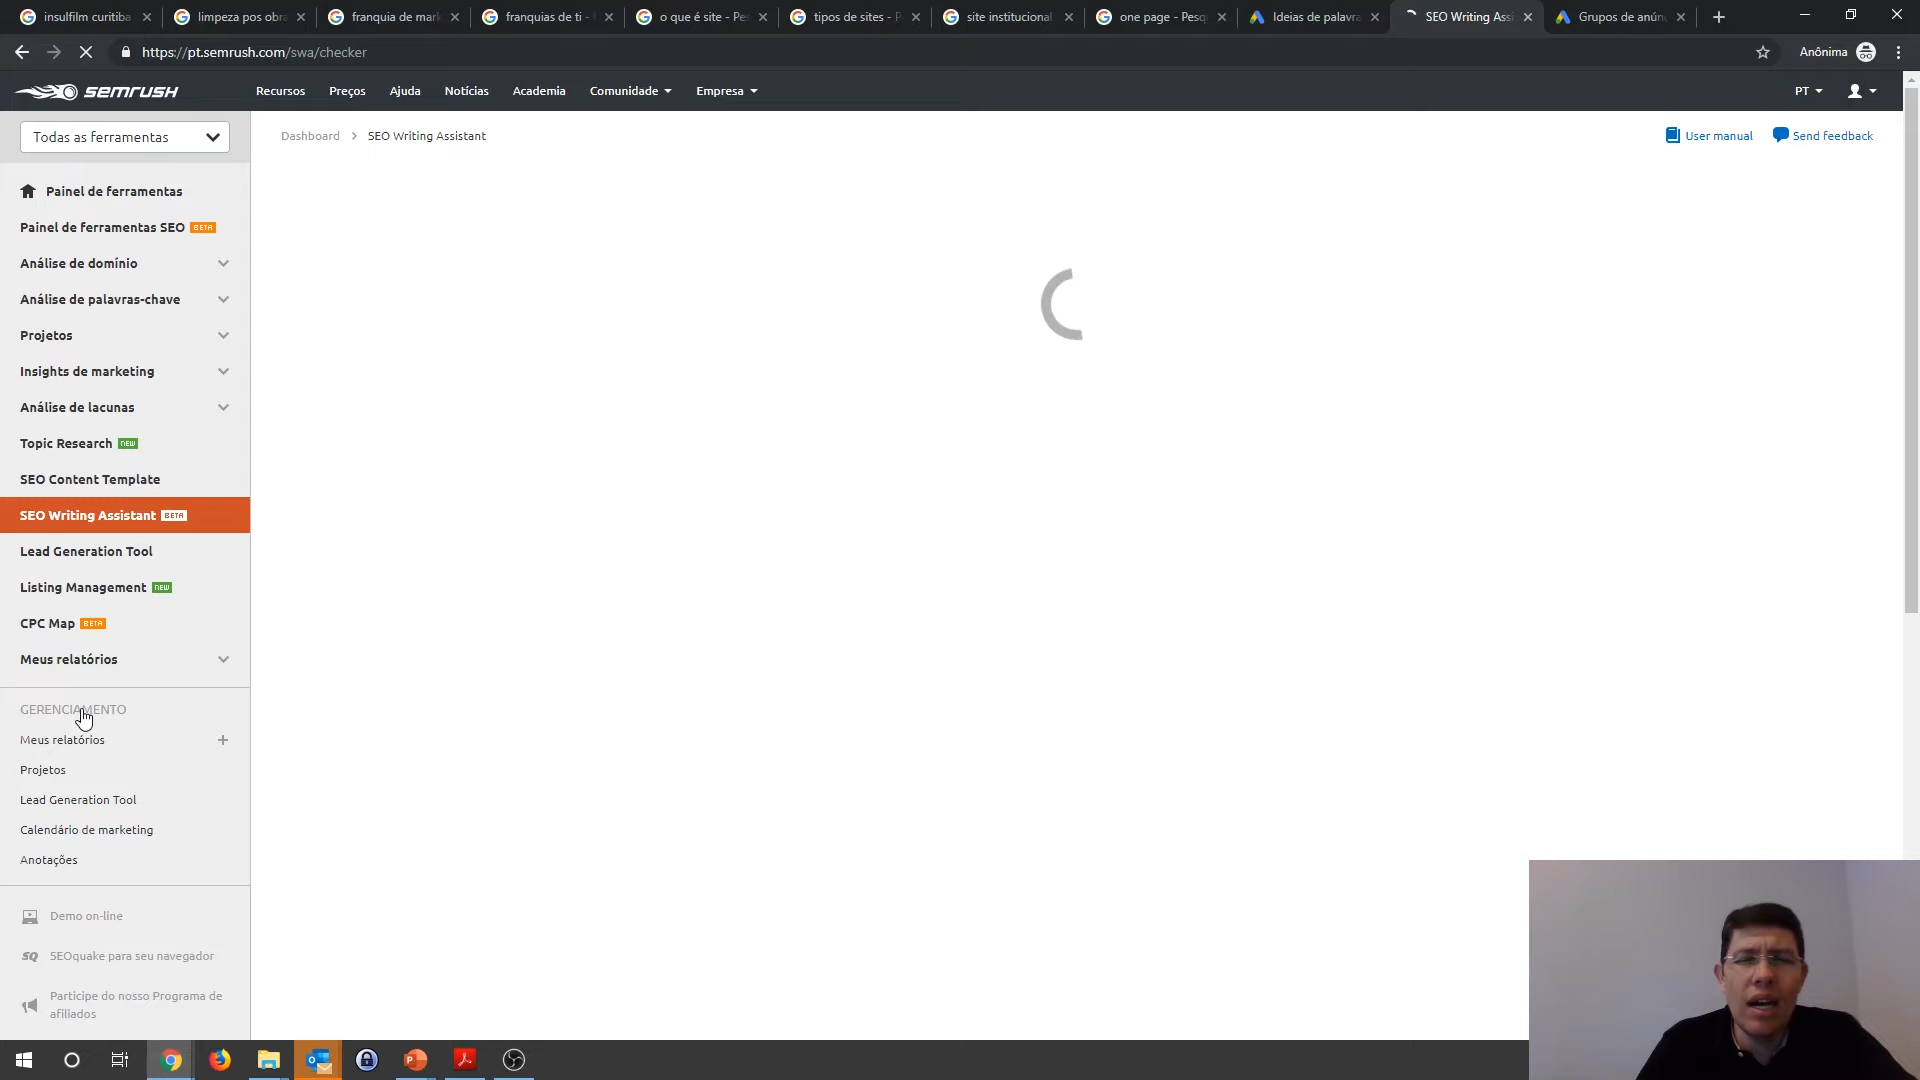 insulfilm curitiba
limpeza pos obra
franquia de mark
franquias de ti -
o que é site - Pes
tipos de sites - P
site institucional
one page - Pesq
Ideias de palavra
SEO Writing Ass
Grupos de anún
https://pt.semrush.com/swa/checker
Anônima
SEMRUSH
Recursos
Preços
Ajuda
Notícias
Academia
Comunidade
Empresa
PT
Todas as ferramentas
Dashboard > SEO Writing Assistant
User manual
Send feedback
Painel de ferramentas
Painel de ferramentas SEO BETA
Análise de domínio
Análise de palavras-chave
Projetos
Insights de marketing
Análise de lacunas
Topic Research NEW
SEO Content Template
SEO Writing Assistant BETA
Lead Generation Tool
Listing Management NEW
CPC Map BETA
Meus relatórios
GERENCIAMENTO
Meus relatórios +
Projetos
Lead Generation Tool
Calendário de marketing
Anotações
Demo on-line
SQ SEOquake para seu navegador
Participe do nosso Programa de
afiliados